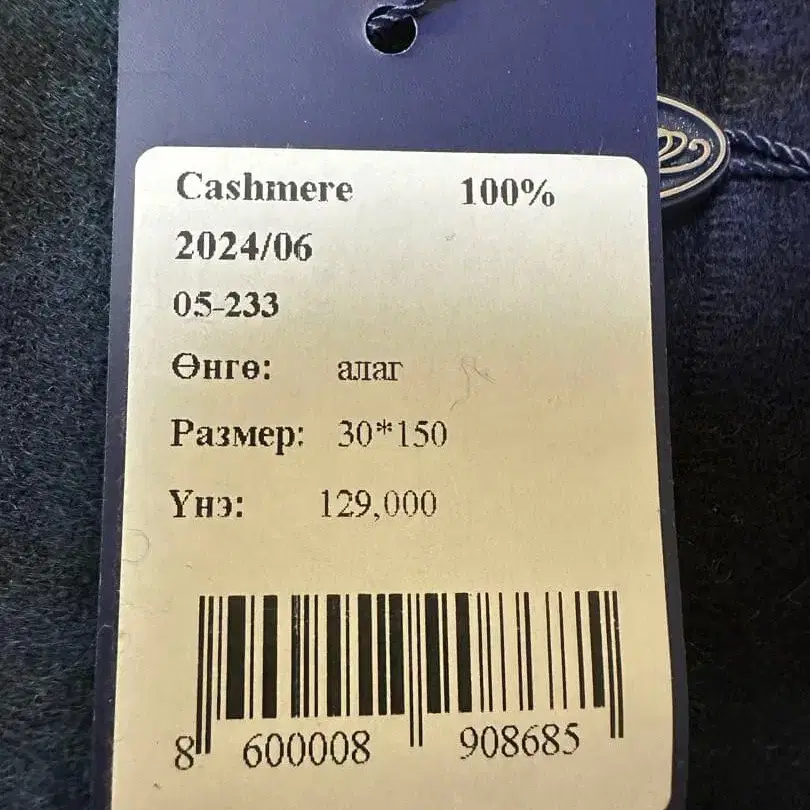 Cashmere 100%
2024/06
05-233
Өнгө: алаг
Размер: 30*150
Үнэ: 129,000
8 600008 908685